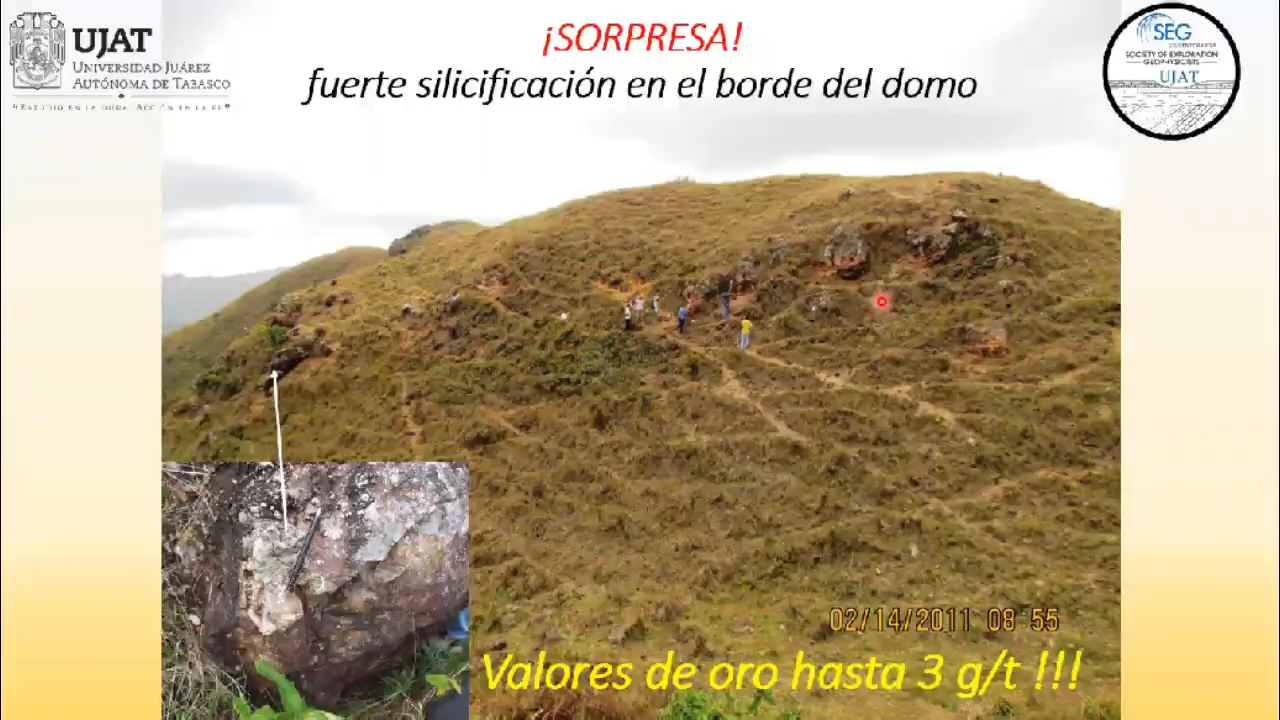 ¡SORPRESA!
fuerte silicificación en el borde del domo
UJAT
UNIVERSIDAD JUÁREZ
AUTÓNOMA DE TABASCO
SEG
SOCIETY OF EXPLORATION
GEOPHYSICISTS
UJAT
02/14/2011 08:55
Valores de oro hasta 3 g/t !!!